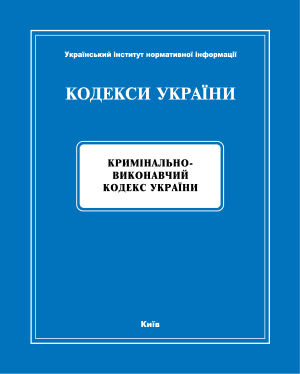 Український інститут нормативної інформації
КОДЕКСИ УКРАЇНИ
КРИМІНАЛЬНО-
ВИКОНАВЧИЙ
КОДЕКС УКРАЇНИ
Київ